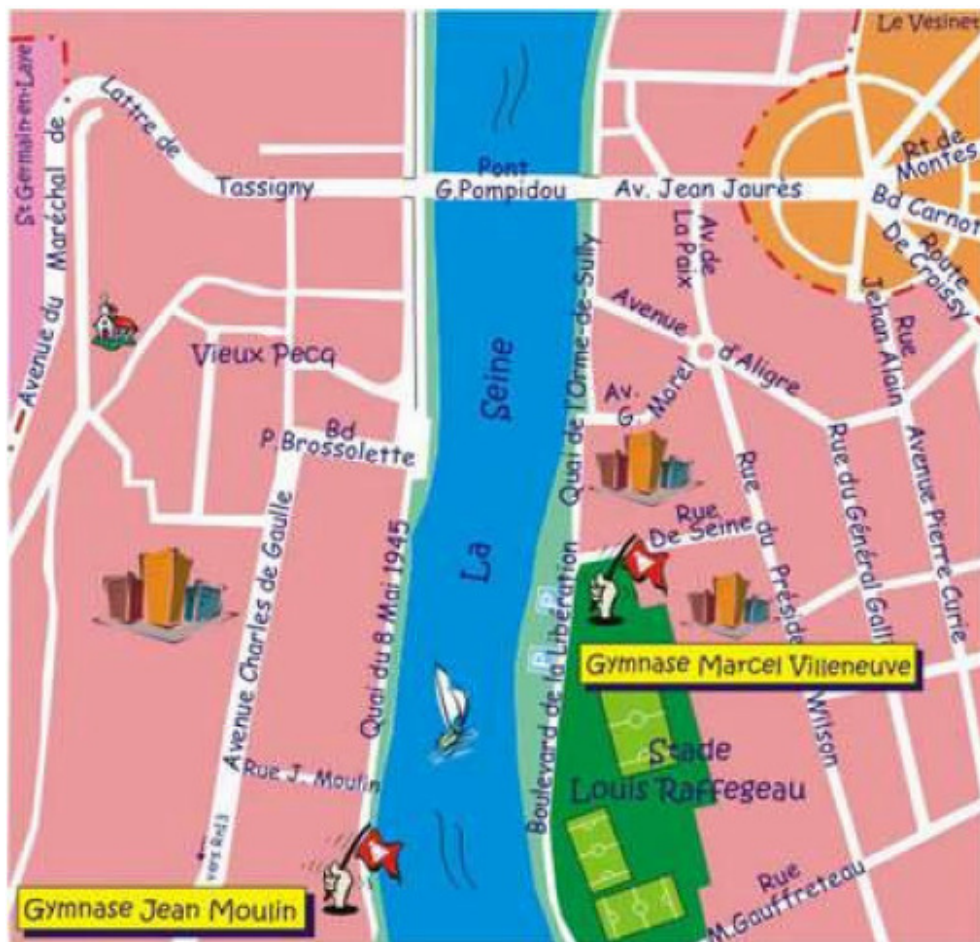 Le Vésinet
St Germain-en-Laye
Avenue du Maréchal de
Lattre de
Tassigny
Pont
G.Pompidou
Av. Jean Jaurès
Rt de
Montes
Bd Carnot
Route
De Croissy
Av. de
La Paix
Rue
Jehan Alain
Avenue
d'Aligre
Quai de l'Orme-de-Sully
Vieux Pecq
La Seine
Av.
G. Morel
Bd
P.Brossolette
Rue du Général Gall
Avenue Pierre Curie
Rue du Préside
Wilson
Rue
De Seine
Avenue Charles de Gaulle
Quai du 8 Mai 1945
Boulevard de la Libération
P
P
Gymnase Marcel Villeneuve
Stade
Louis Raffegeau
Rue J. Moulin
Rue
M.Gauffreteau
Gymnase Jean Moulin